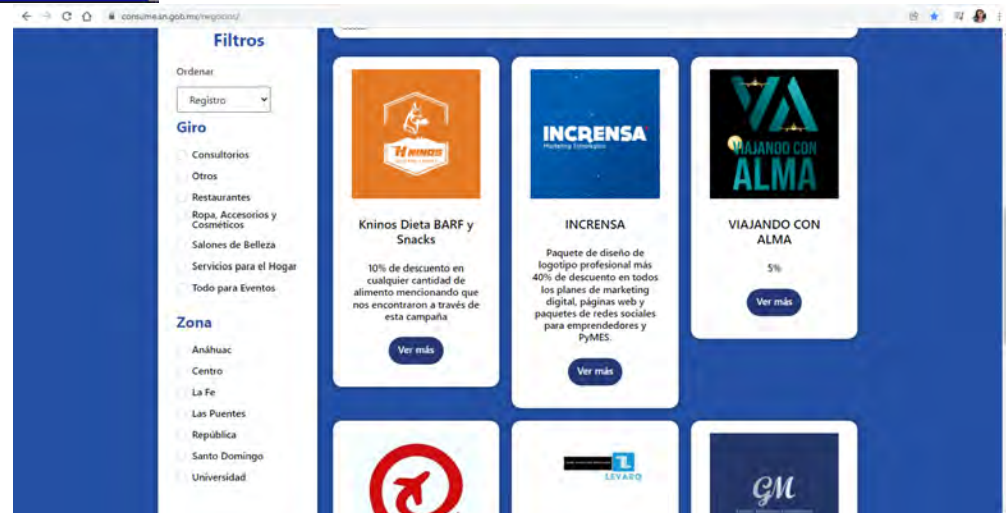 consumesn.gob.mx/negocios/
Filtros
Ordenar
Registro
Giro
Consultorios
Otros
Restaurantes
Ropa, Accesorios y
Cosméticos
Salones de Belleza
Servicios para el Hogar
Todo para Eventos
Zona
Anáhuac
Centro
La Fe
Las Puentes
República
Santo Domingo
Universidad
KNINOS
Kninos Dieta BARF y
Snacks
10% de descuento en
cualquier cantidad de
alimento mencionando que
nos encontraron a través de
esta campaña
Ver más
INCRENSA
Marketing Estratégico
INCRENSA
Paquete de diseño de
logotipo profesional más
40% de descuento en todos
los planes de marketing
digital, páginas web y
paquetes de redes sociales
para emprendedores y
PyMES.
Ver más
VA
VIAJANDO CON
ALMA
VIAJANDO CON
ALMA
5%
Ver más
LEVARO
GM